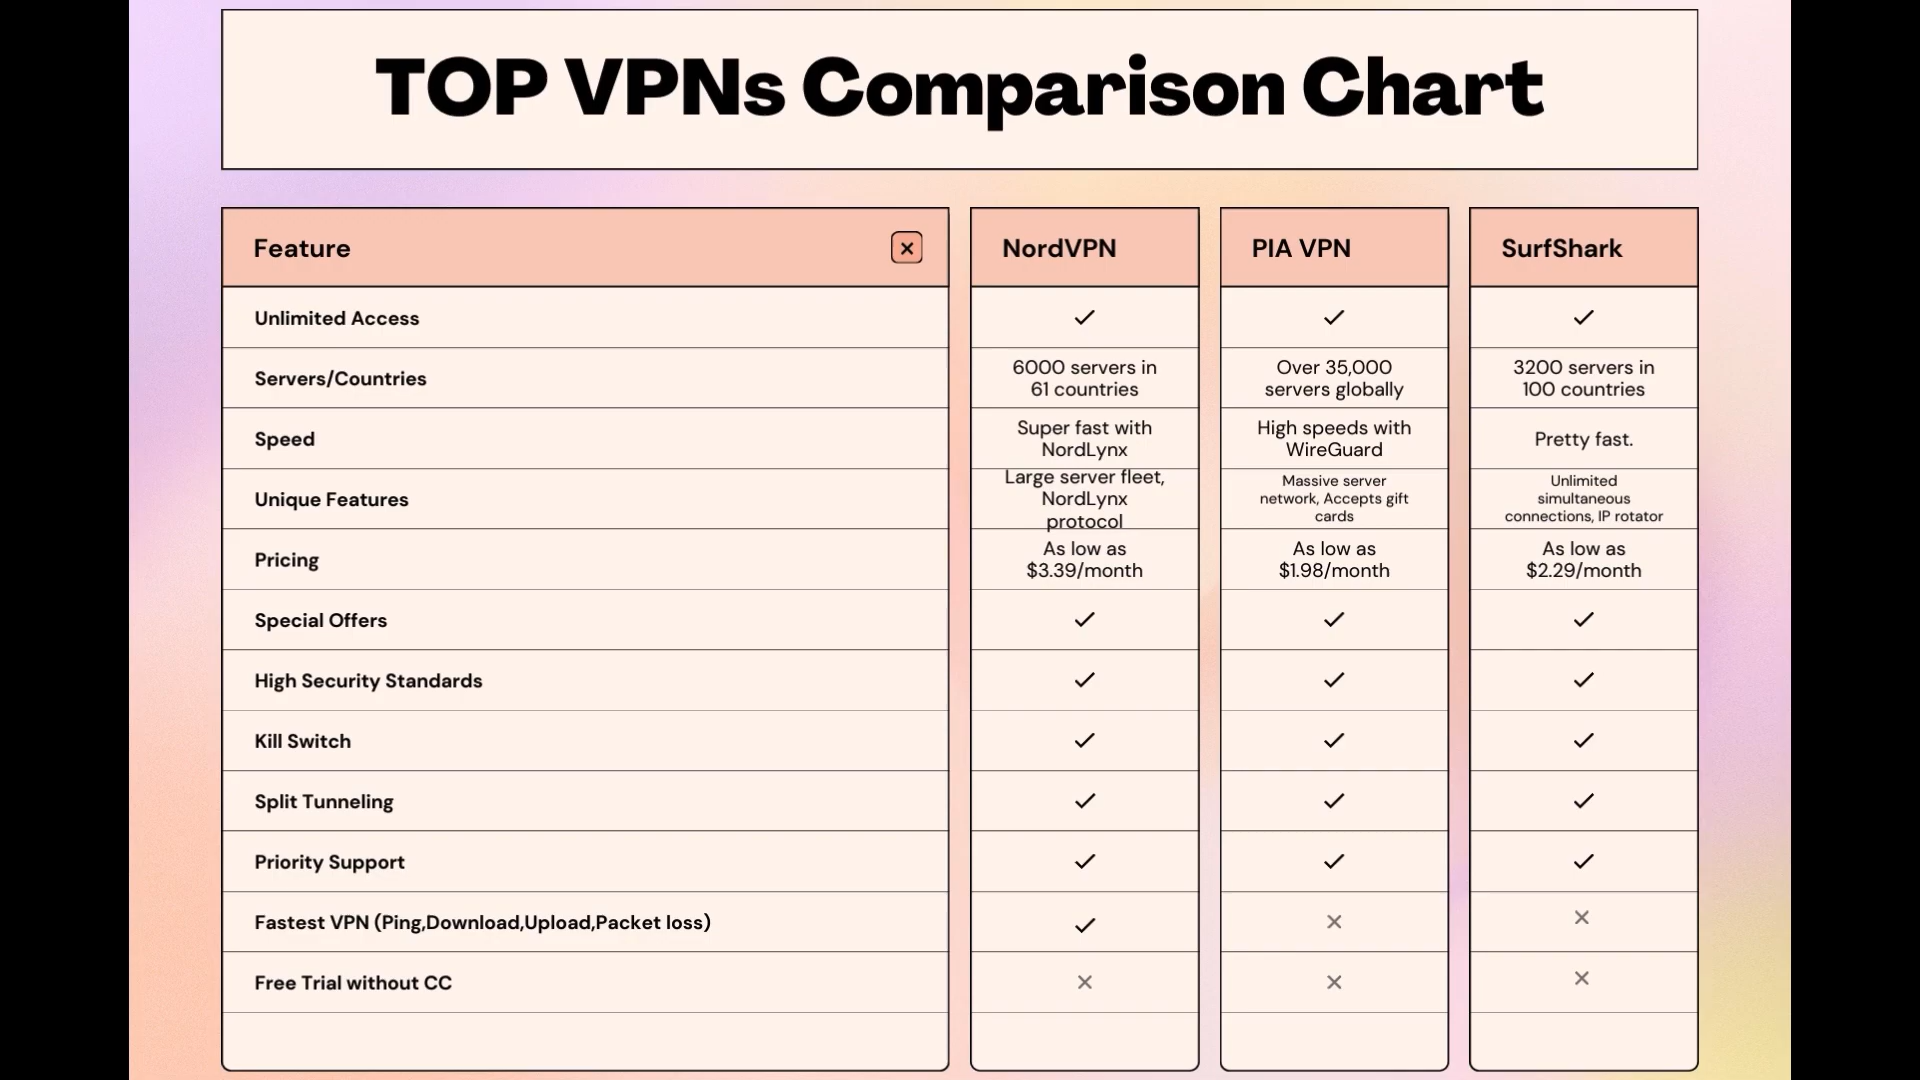 TOP VPNs Comparison Chart
Feature
NordVPN
PIA VPN
SurfShark
Unlimited Access
✓
✓
✓
Servers/Countries
6000 servers in
61 countries
Over 35,000
servers globally
3200 servers in
100 countries
Speed
Super fast with
NordLynx
High speeds with
WireGuard
Pretty fast.
Unique Features
Large server fleet,
NordLynx
protocol
Massive server
network, Accepts gift
cards
Unlimited
simultaneous
connections, IP rotator
Pricing
As low as
$3.39/month
As low as
$1.98/month
As low as
$2.29/month
Special Offers
✓
✓
✓
High Security Standards
✓
✓
✓
Kill Switch
✓
✓
✓
Split Tunneling
✓
✓
✓
Priority Support
✓
✓
✓
Fastest VPN (Ping,Download,Upload,Packet loss)
✓
✕
✕
Free Trial without CC
✕
✕
✕